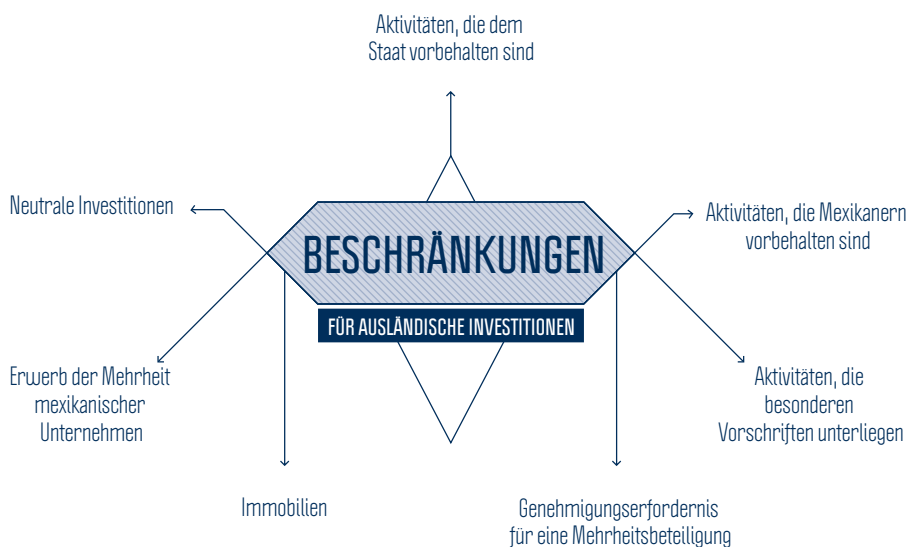 Aktivitäten, die dem
Staat vorbehalten sind
Neutrale Investitionen
Aktivitäten, die Mexikanern
vorbehalten sind
BESCHRÄNKUNGEN
FÜR AUSLÄNDISCHE INVESTITIONEN
Erwerb der Mehrheit
mexikanischer
Unternehmen
Aktivitäten, die
besonderen
Vorschriften unterliegen
Immobilien
Genehmigungserfordernis
für eine Mehrheitsbeteiligung